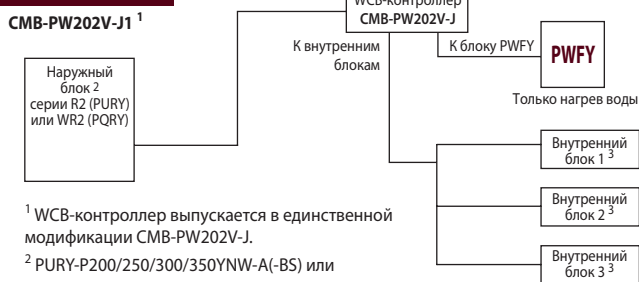 CMB-PW202V-J1 ¹
WCB-контроллер
CMB-PW202V-J
К внутренним
блокам
К блоку PWFY
PWFY
Только нагрев воды
Наружный
блок ²
серии R2 (PURY)
или WR2 (PQRY)
Внутренний
блок 1 ³
Внутренний
блок 2 ³
Внутренний
блок 3 ³
¹ WCB-контроллер выпускается в единственной
модификации CMB-PW202V-J.
² PURY-P200/250/300/350YNW-A(-BS) или